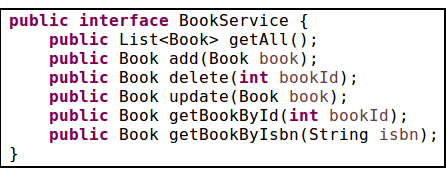 public interface BookService {
    public List<Book> getAll();
    public Book add(Book book);
    public Book delete(int bookId);
    public Book update(Book book);
    public Book getBookById(int bookId);
    public Book getBookByIsbn(String isbn);
}